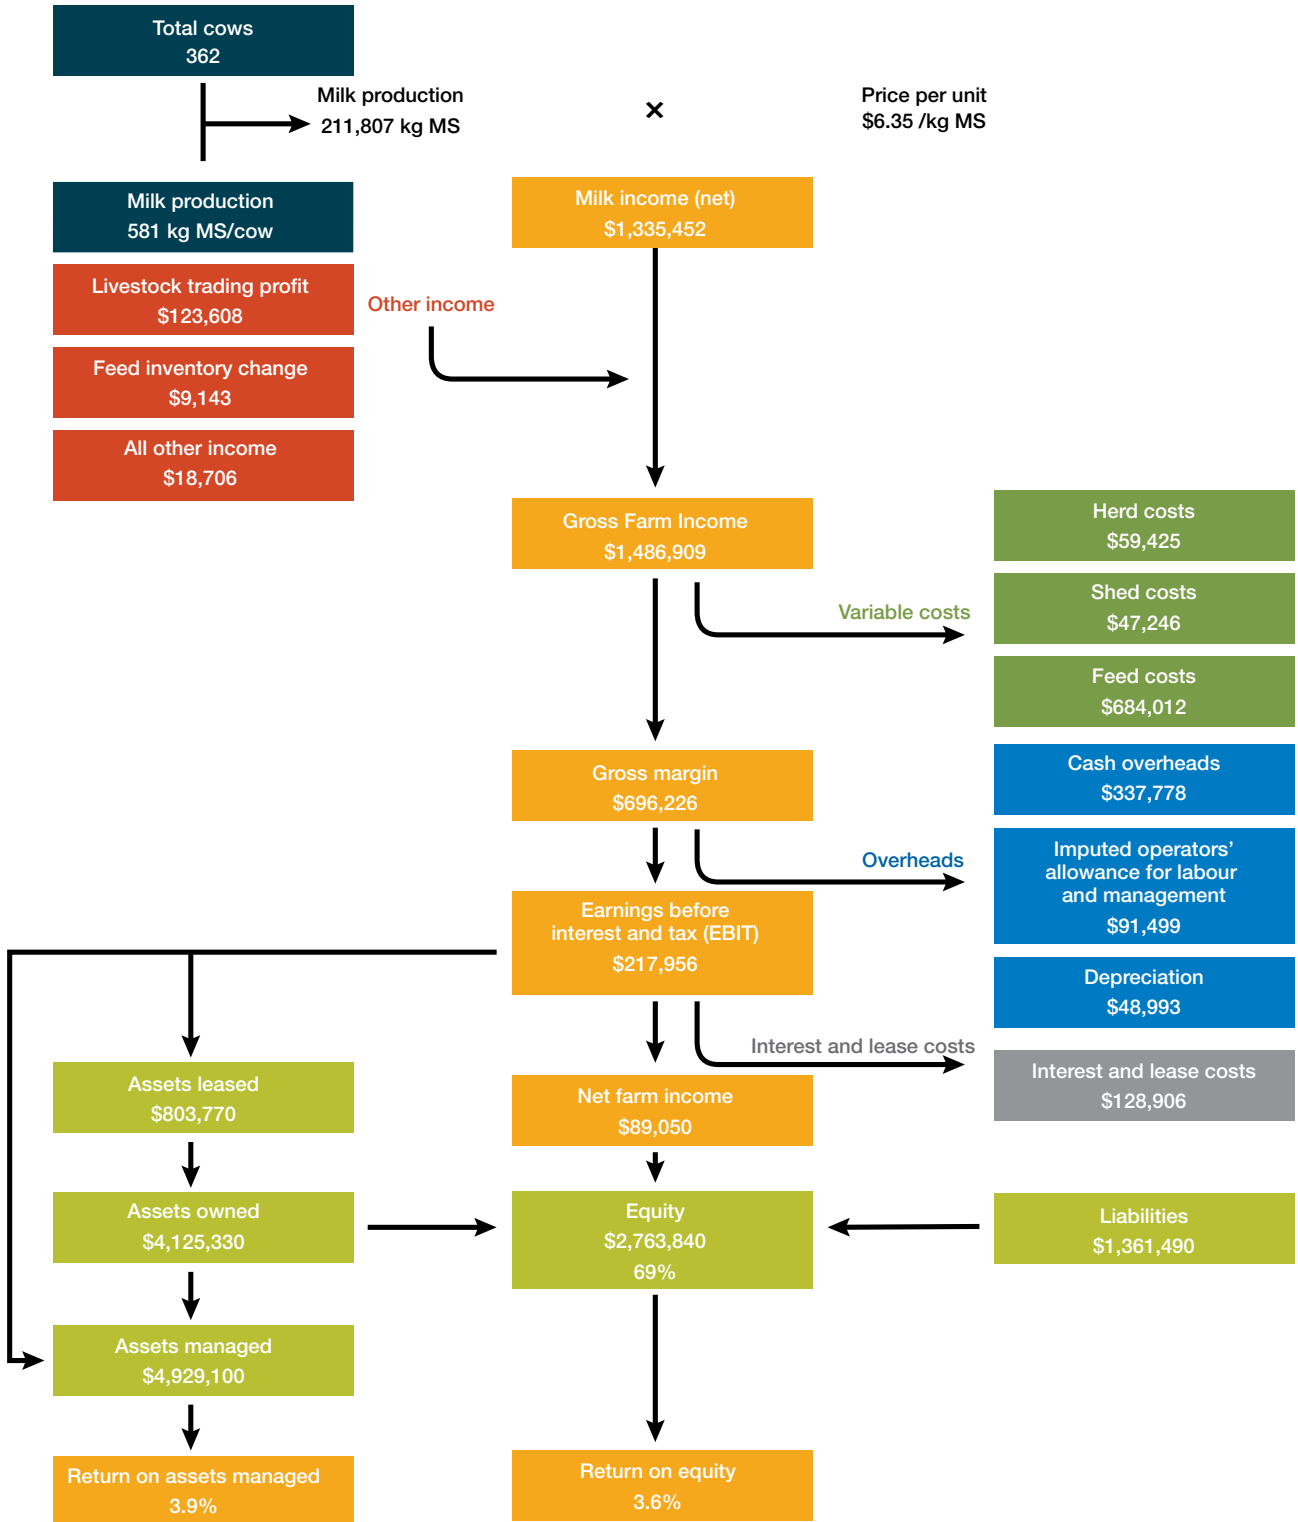 Total cows
362
Milk production
211,807 kg MS
×
Price per unit
$6.35 /kg MS
Milk production
581 kg MS/cow
Milk income (net)
$1,335,452
Livestock trading profit
$123,608
Other income
Feed inventory change
$9,143
All other income
$18,706
Gross Farm Income
$1,486,909
Herd costs
$59,425
Variable costs
Shed costs
$47,246
Feed costs
$684,012
Gross margin
$696,226
Cash overheads
$337,778
Overheads
Imputed operators’
allowance for labour
and management
$91,499
Earnings before
interest and tax (EBIT)
$217,956
Depreciation
$48,993
Interest and lease costs
Interest and lease costs
$128,906
Assets leased
$803,770
Net farm income
$89,050
Assets owned
$4,125,330
Equity
$2,763,840
69%
Liabilities
$1,361,490
Assets managed
$4,929,100
Return on assets managed
3.9%
Return on equity
3.6%